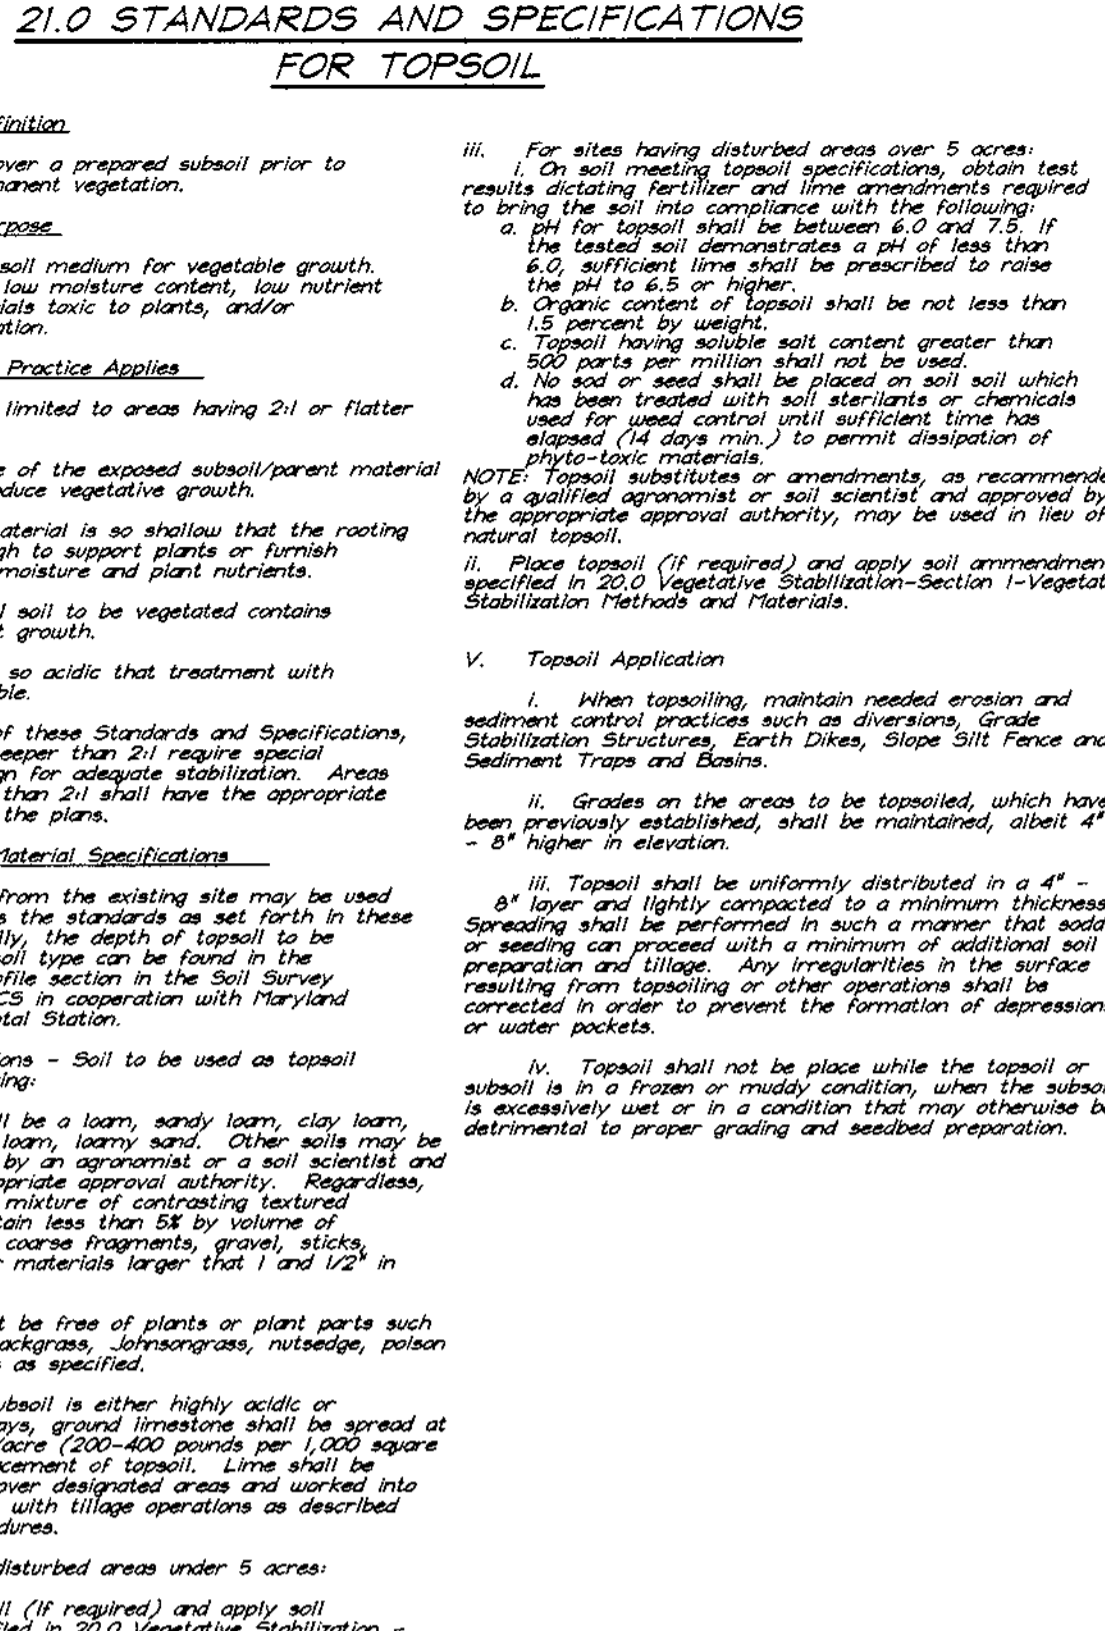 21.0 STANDARDS AND SPECIFICATIONS
FOR TOPSOIL
finition
over a prepared subsoil prior to
manent vegetation.
rpose
soil medium for vegetable growth.
low moisture content, low nutrient
ials toxic to plants, and/or
ation.
Practice Applies
limited to areas having 2:1 or flatter
e of the exposed subsoil/parent material
oduce vegetative growth.
aterial is so shallow that the rooting
gh to support plants or furnish
moisture and plant nutrients.
l soil to be vegetated contains
t growth.
so acidic that treatment with
ble.
of these Standards and Specifications,
eeper than 2:1 require special
gn for adequate stabilization. Areas
than 2:1 shall have the appropriate
the plans.
Material Specifications
from the existing site may be used
s the standards as set forth in these
lly, the depth of topsoil to be
oil type can be found in the
ofile section in the Soil Survey
CS in cooperation with Maryland
ntal Station.
ions - Soil to be used as topsoil
ing:
ll be a loam, sandy loam, clay loam,
loam, loamy sand. Other soils may be
by an agronomist or a soil scientist and
opriate approval authority. Regardless,
mixture of contrasting textured
tain less than 5% by volume of
coarse fragments, gravel, sticks,
r materials larger that 1 and 1/2" in
t be free of plants or plant parts such
ackgrass, Johnsongrass, nutsedge, poison
s as specified.
ubsoil is either highly acidic or
ays, ground limestone shall be spread at
/acre (200-400 pounds per 1,000 square
cement of topsoil. Lime shall be
over designated areas and worked into
with tillage operations as described
dures.
disturbed areas under 5 acres:
il (If required) and apply soil
fied in 20.0 Vegetative Stabilization -
iii. For sites having disturbed areas over 5 acres:
i. On soil meeting topsoil specifications, obtain test
results dictating fertilizer and lime amendments required
to bring the soil into compliance with the following:
a. pH for topsoil shall be between 6.0 and 7.5. If
the tested soil demonstrates a pH of less than
6.0, sufficient lime shall be prescribed to raise
the pH to 6.5 or higher.
b. Organic content of topsoil shall be not less than
1.5 percent by weight.
c. Topsoil having soluble salt content greater than
500 parts per million shall not be used.
d. No sod or seed shall be placed on soil soil which
has been treated with soil sterilants or chemicals
used for weed control until sufficient time has
elapsed (14 days min.) to permit dissipation of
phyto-toxic materials.
NOTE: Topsoil substitutes or amendments, as recommende
by a qualified agronomist or soil scientist and approved by
the appropriate approval authority, may be used in lieu of
natural topsoil.
ii. Place topsoil (if required) and apply soil ammendmen
specified in 20.0 Vegetative Stabilization-Section 1-Vegetat
Stabilization Methods and Materials.
V. Topsoil Application
i. When topsoiling, maintain needed erosion and
sediment control practices such as diversions, Grade
Stabilization Structures, Earth Dikes, Slope Silt Fence and
Sediment Traps and Basins.
ii. Grades on the areas to be topsoiled, which have
been previously established, shall be maintained, albeit 4"
- 8" higher in elevation.
iii. Topsoil shall be uniformly distributed in a 4" -
8" layer and lightly compacted to a minimum thickness
Spreading shall be performed in such a manner that sodd
or seeding can proceed with a minimum of additional soil
preparation and tillage. Any irregularities in the surface
resulting from topsoiling or other operations shall be
corrected in order to prevent the formation of depression
or water pockets.
iv. Topsoil shall not be place while the topsoil or
subsoil is in a frozen or muddy condition, when the subsoi
is excessively wet or in a condition that may otherwise be
detrimental to proper grading and seedbed preparation.